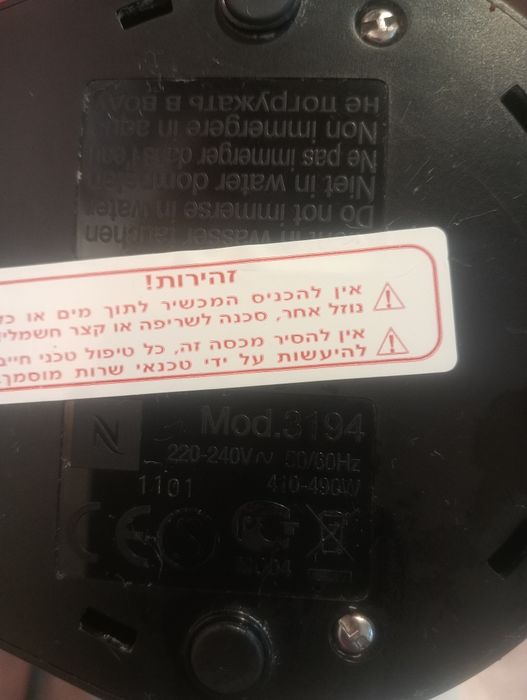 не погружать в воду
Non immergere in
Ne pas immerger dans l'eau
Niet in water dompelen
Do not immerse in water
in Wasser tauchen
זהירות!
אין להכניס המכשיר לתוך מים או
נוזל אחר, סכנה לשריפה או קצר חשמלי
אין להסיר מכסה זה, כל טיפול טכני חייב
להיעשות על ידי טכנאי שרות מוסמך.
N
Mod.3194
220-240V~ 50/60Hz
1101 410-490W
CE S PG